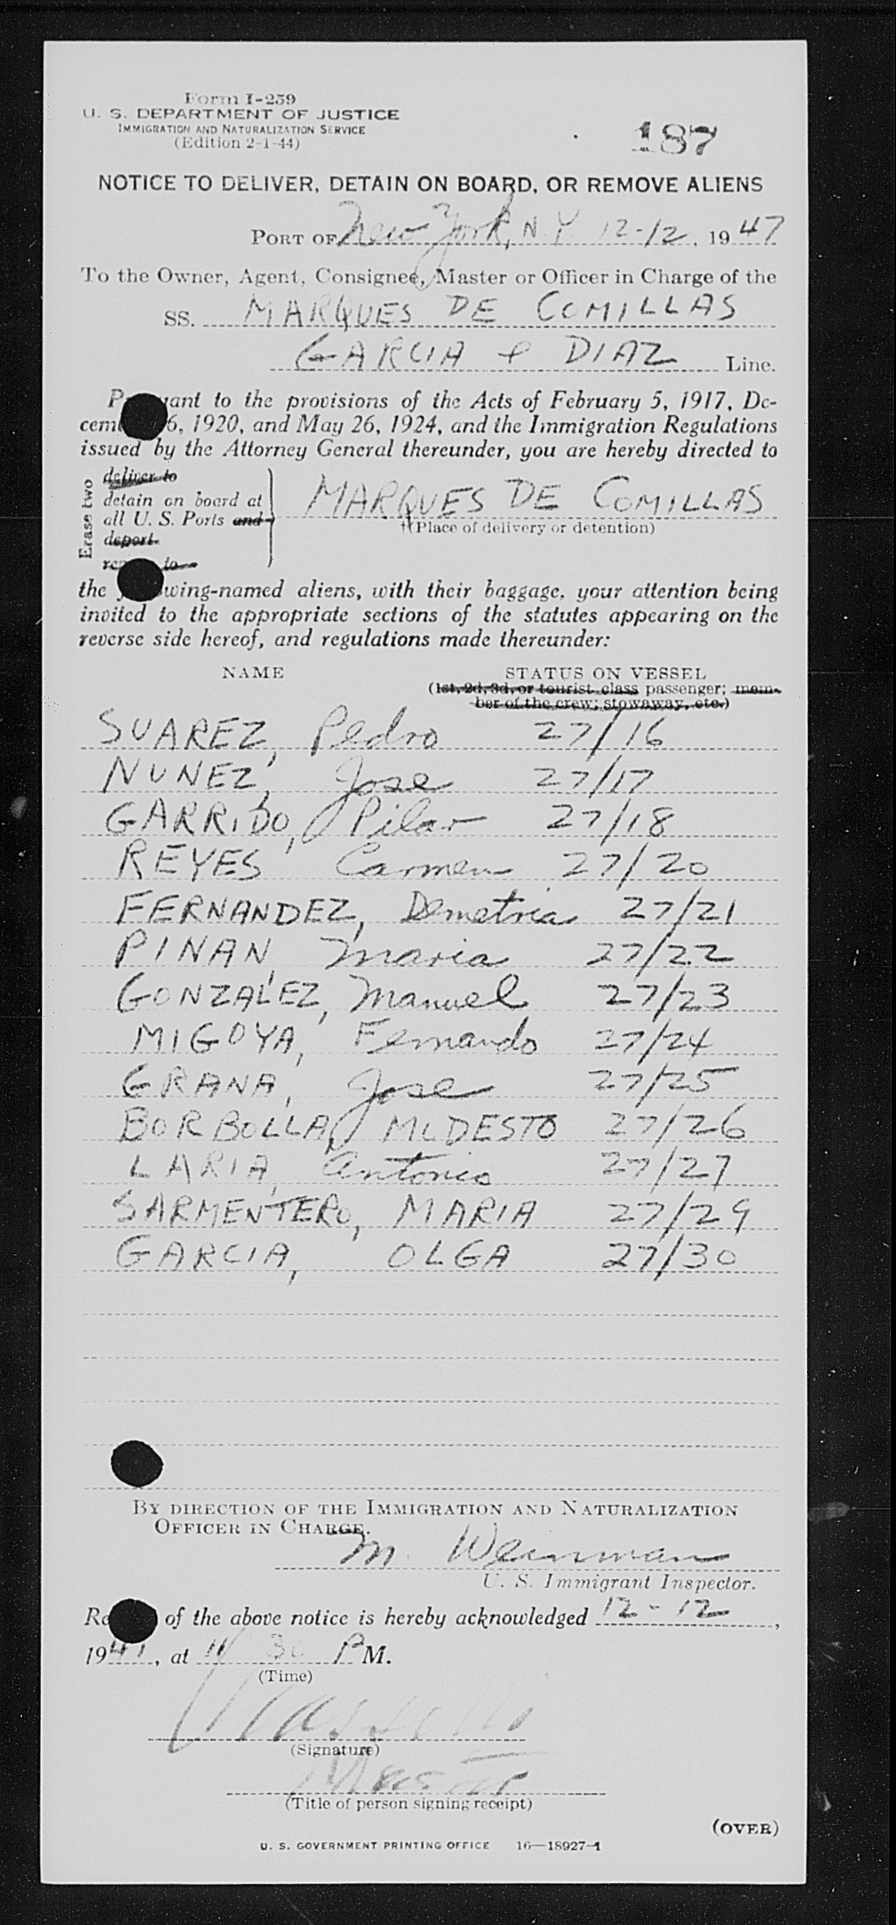 Form I-259
U. S. DEPARTMENT OF JUSTICE
IMMIGRATION AND NATURALIZATION SERVICE
(Edition 2-1-44)
187
NOTICE TO DELIVER, DETAIN ON BOARD, OR REMOVE ALIENS
PORT OF New York, N.Y. 12-12, 1947
To the Owner, Agent, Consignee, Master or Officer in Charge of the
SS. MARQUES DE COMILLAS
GARCIA & DIAZ Line.
ant to the provisions of the Acts of February 5, 1917, De-
cem 6, 1920, and May 26, 1924, and the Immigration Regulations
issued by the Attorney General thereunder, you are hereby directed to
Erase two
deliver to
detain on board at
all U. S. Ports and
deport
to
MARQUES DE COMILLAS
(Place of delivery or detention)
the wing-named aliens, with their baggage, your attention being
invited to the appropriate sections of the statutes appearing on the
reverse side hereof, and regulations made thereunder:
NAME STATUS ON VESSEL
(1st, 2d, 3d, or tourist class passenger; mem-
ber of the crew; stowaway, etc.)
SUAREZ, Pedro 27/16
NUNEZ, Jose 27/17
GARRIDO, Pilar 27/18
REYES, Carmen 27/20
FERNANDEZ, Demetria 27/21
PINAN, Maria 27/22
GONZALEZ, Manuel 27/23
MIGOYA, Fernando 27/24
GRANA, Jose 27/25
BORBOLLA, MODESTO 27/26
LARIA, Antonio 27/27
SARMENTERO, MARIA 27/29
GARCIA, OLGA 27/30
BY DIRECTION OF THE IMMIGRATION AND NATURALIZATION
OFFICER IN CHARGE.
M. Weinman
U. S. Immigrant Inspector.
Re of the above notice is hereby acknowledged 12-12,
1947, at 11 30 PM.
(Time)
(Signature)
Master
(Title of person signing receipt)
(OVER)
U. S. GOVERNMENT PRINTING OFFICE 16—18927-1